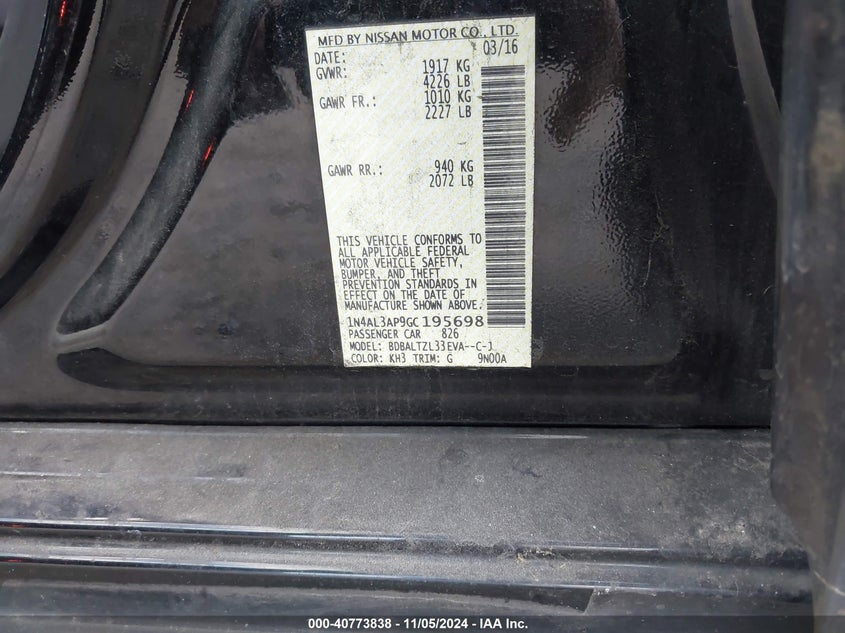 MFD BY NISSAN MOTOR CO., LTD.
DATE: 03/16
GVWR: 1917 KG
4226 LB
GAWR FR.: 1010 KG
2227 LB
GAWR RR.: 940 KG
2072 LB
THIS VEHICLE CONFORMS TO
ALL APPLICABLE FEDERAL
MOTOR VEHICLE SAFETY,
BUMPER, AND THEFT
PREVENTION STANDARDS IN
EFFECT ON THE DATE OF
MANUFACTURE SHOWN ABOVE.
1N4AL3AP9GC195698
PASSENGER CAR 826
MODEL: BDBALTZL33EVA--C-J
COLOR: KH3 TRIM: G 9N00A
000-40773838 - 11/05/2024 - IAA Inc.